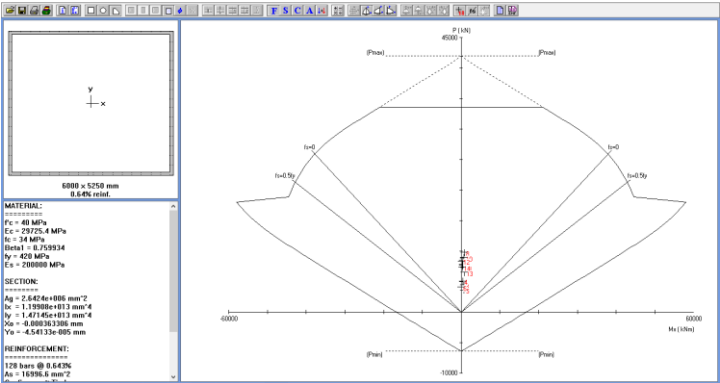 F S C A
y
x
6000 x 5250 mm
0.64% reint.
MATERIAL:
=========
f'c = 40 MPa
Ec = 29725.4 MPa
fc = 34 MPa
Beta1 = 0.759934
fy = 420 MPa
Es = 200000 MPa
SECTION:
========
Ag = 2.6424e+006 mm^2
Ix = 1.19908e+013 mm^4
Iy = 1.47145e+013 mm^4
Xo = -0.000363306 mm
Yo = -4.54133e-005 mm
REINFORCEMENT:
==============
128 bars @ 0.643%
As = 16996.6 mm^2
P ( kN)
45000
(Pmax)
(Pmax)
fs=0
fs=0
fs=0.5fy
fs=0.5fy
-60000
60000
Mx ( kNm)
(Pmin)
(Pmin)
-10000